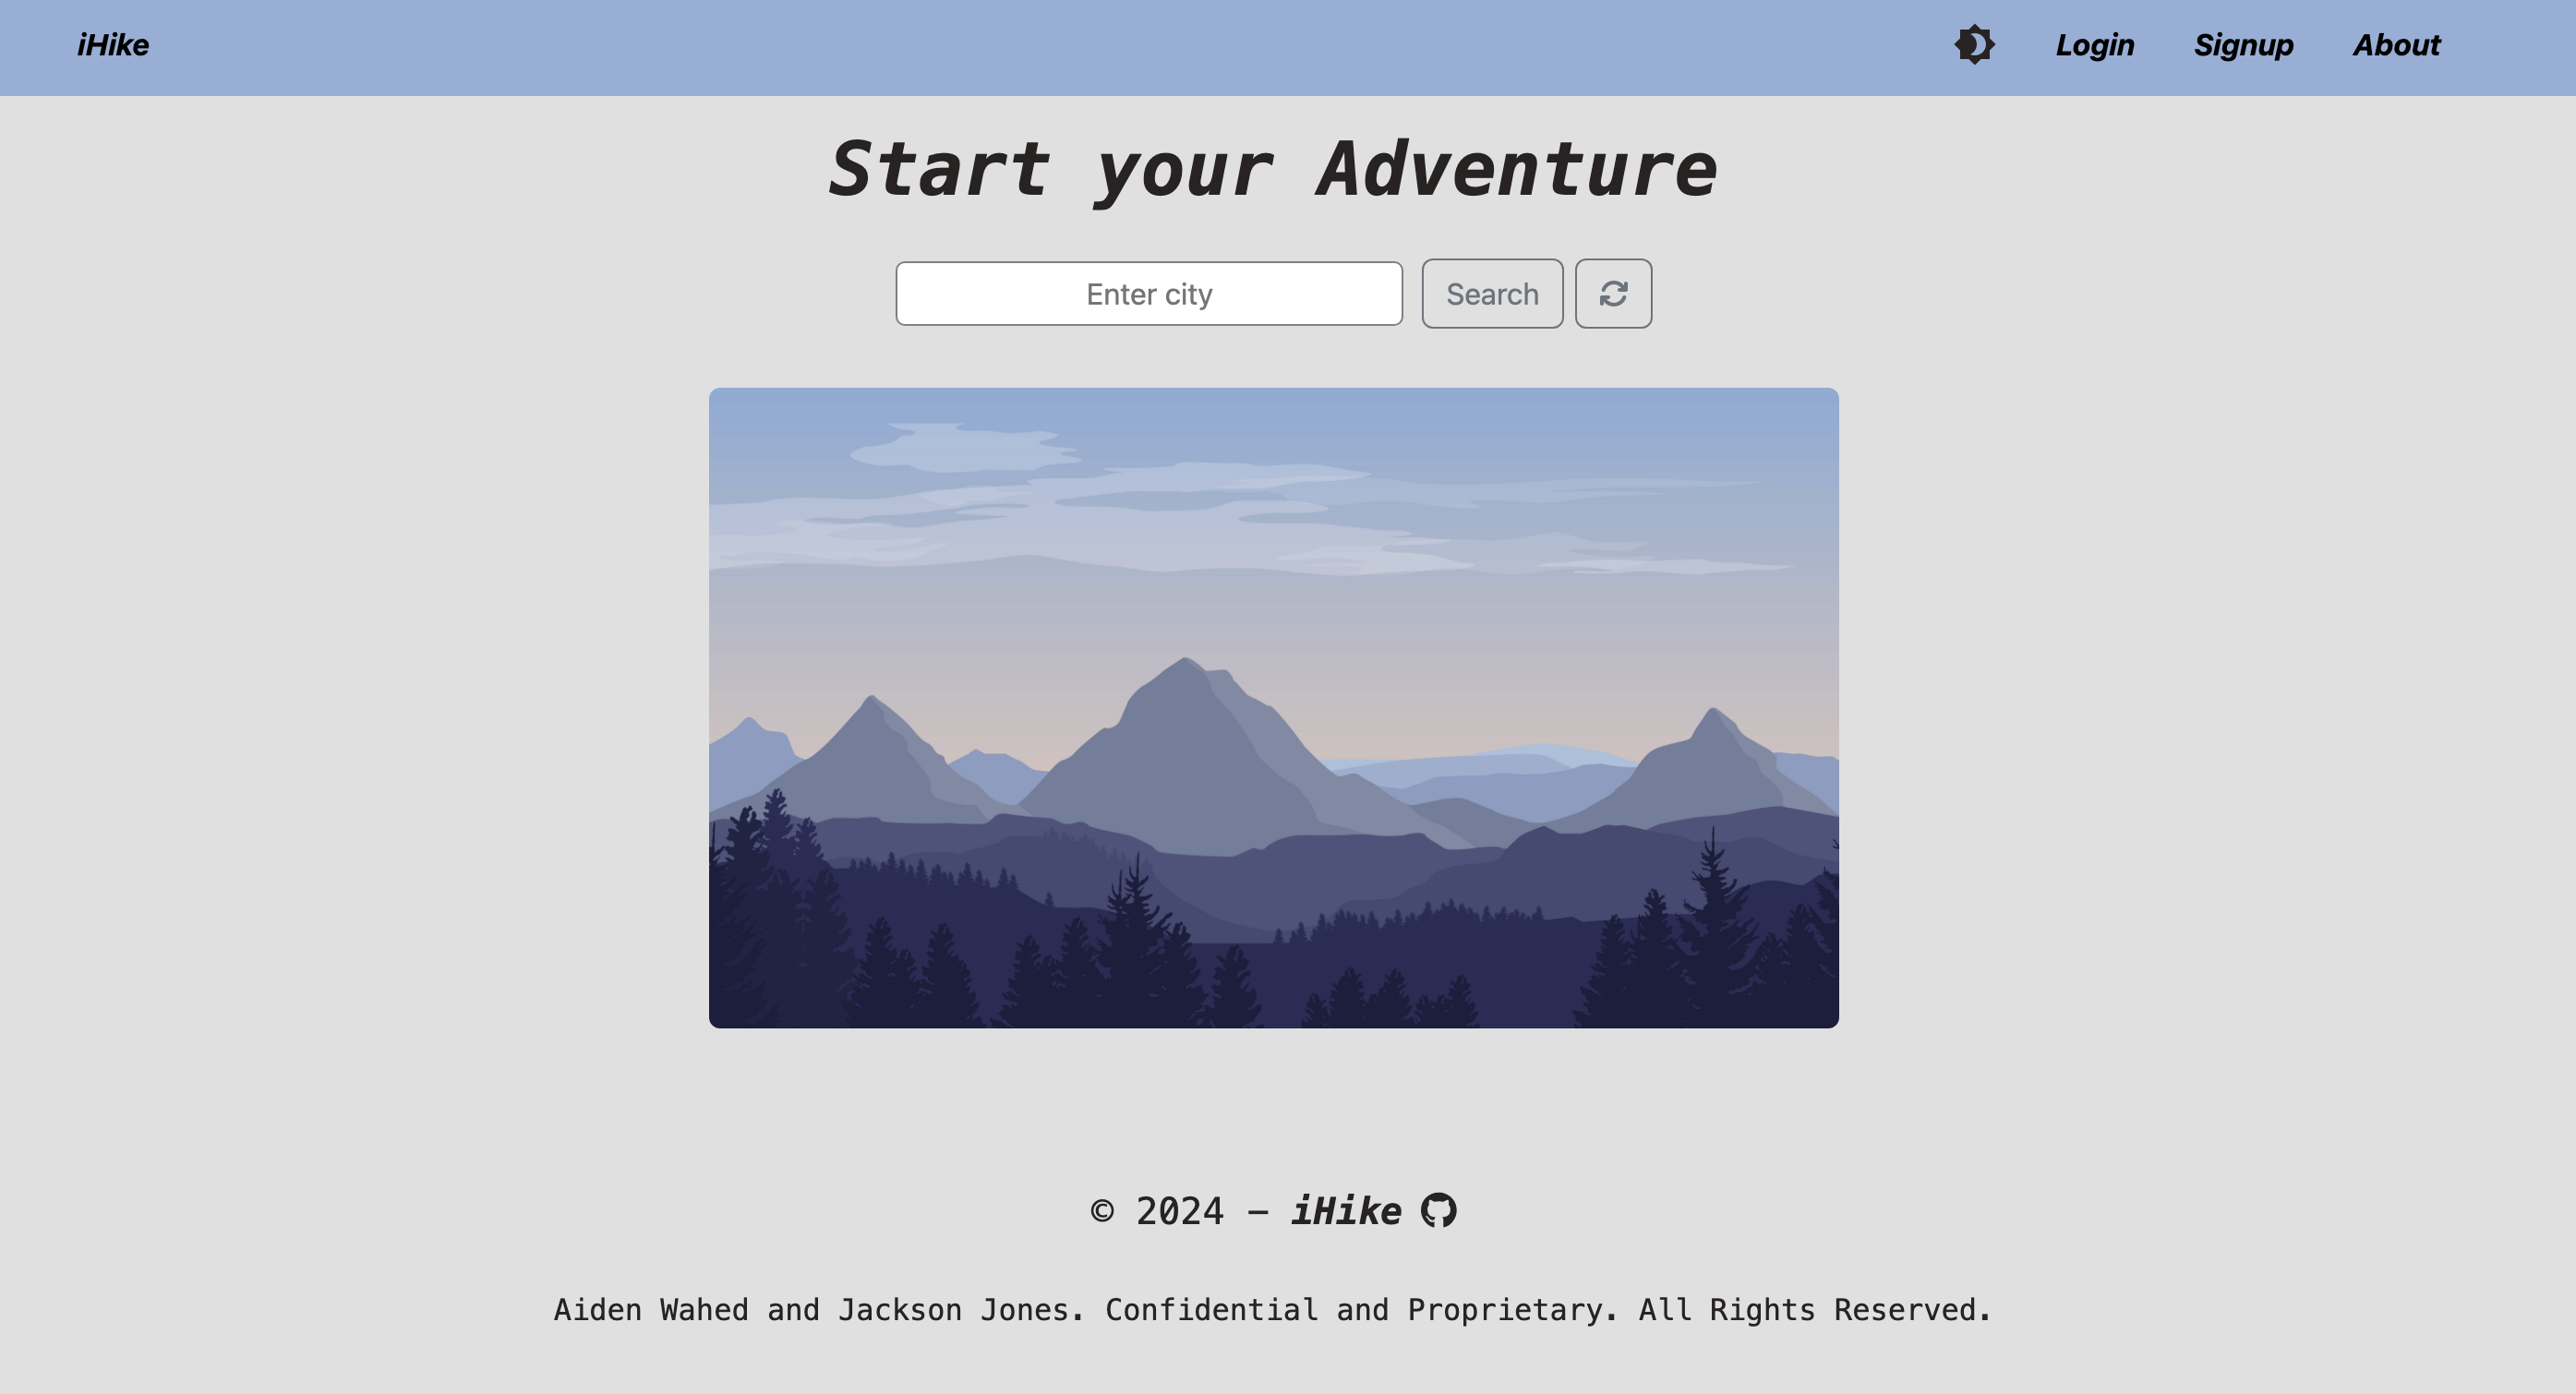 iHike
Login Signup About
Start your Adventure
Enter city
Search
© 2024 — iHike
Aiden Wahed and Jackson Jones. Confidential and Proprietary. All Rights Reserved.